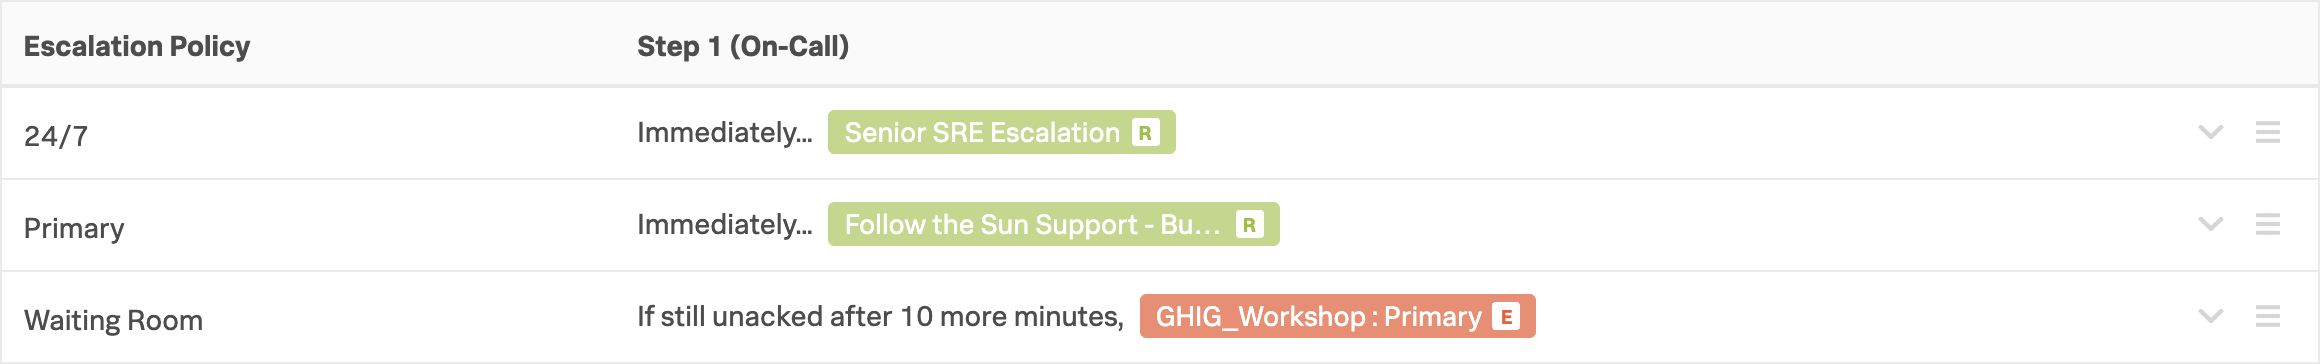 Escalation Policy Step 1 (On-Call)
24/7 Immediately... Senior SRE Escalation R
Primary Immediately... Follow the Sun Support - Bu... R
Waiting Room If still unacked after 10 more minutes, GHIG_Workshop : Primary E